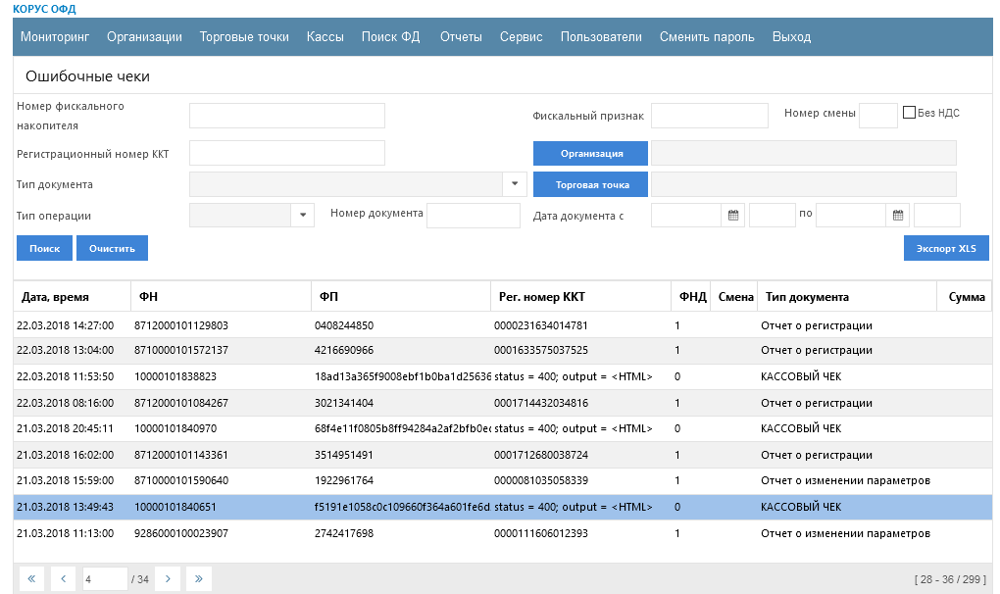 КОРУС ОФД
Мониторинг Организации Торговые точки Кассы Поиск ФД Отчеты Сервис Пользователи Сменить пароль Выход
Ошибочные чеки
Номер фискального накопителя Фискальный признак Номер смены Без НДС
Регистрационный номер ККТ Организация
Тип документа Торговая точка
Тип операции Номер документа Дата документа с по
Поиск Очистить Экспорт XLS
Дата, время ФН ФП Рег. номер ККТ ФНД Смена Тип документа Сумма
22.03.2018 14:27:00 8712000101129803 0408244850 0000231634014781 1 Отчет о регистрации
22.03.2018 13:04:00 8710000101572137 4216690966 0001633575037525 1 Отчет о регистрации
22.03.2018 11:53:50 10000101838823 18ad13a365f9008ebf1b0ba1d25636 status = 400; output = <HTML> 0 КАССОВЫЙ ЧЕК
22.03.2018 08:16:00 8712000101084267 3021341404 0001714432034816 1 Отчет о регистрации
21.03.2018 20:45:11 10000101840970 68f4e11f0805b8ff94284a2af2bfb0ec status = 400; output = <HTML> 0 КАССОВЫЙ ЧЕК
21.03.2018 16:02:00 8712000101143361 3514951491 0001712680038724 1 Отчет о регистрации
21.03.2018 15:59:00 8710000101590640 1922961764 0000081035058339 1 Отчет о изменении параметров
21.03.2018 13:49:43 10000101840651 f5191e1058c0c109660f364a601fe6d status = 400; output = <HTML> 0 КАССОВЫЙ ЧЕК
21.03.2018 11:13:00 9286000100023907 2742417698 0000111606012393 1 Отчет о изменении параметров
« ‹ 4 / 34 › » [ 28 - 36 / 299 ]